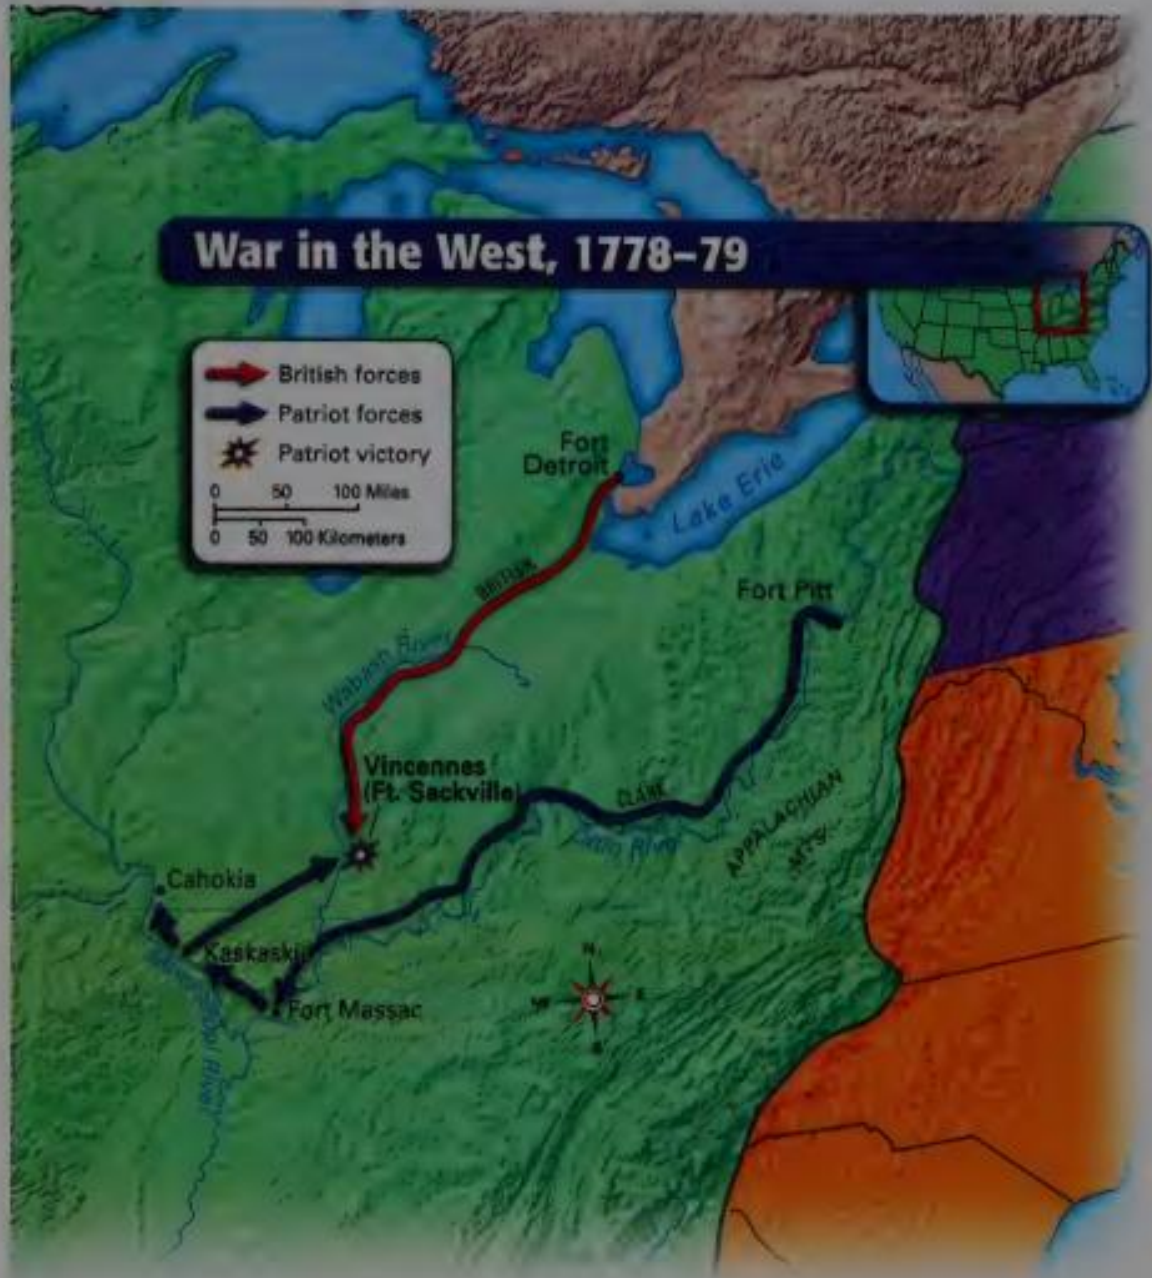 War in the West, 1778–79
British forces
Patriot forces
Patriot victory
0 50 100 Miles
0 50 100 Kilometers
Fort
Detroit
Lake Erie
BRITISH
Fort Pitt
Wabash River
Vincennes
(Ft. Sackville)
CLARK
Ohio River
APPALACHIAN
MTS.
Cahokia
Kaskaskia
N
W E
S
Fort Massac
Mississippi River